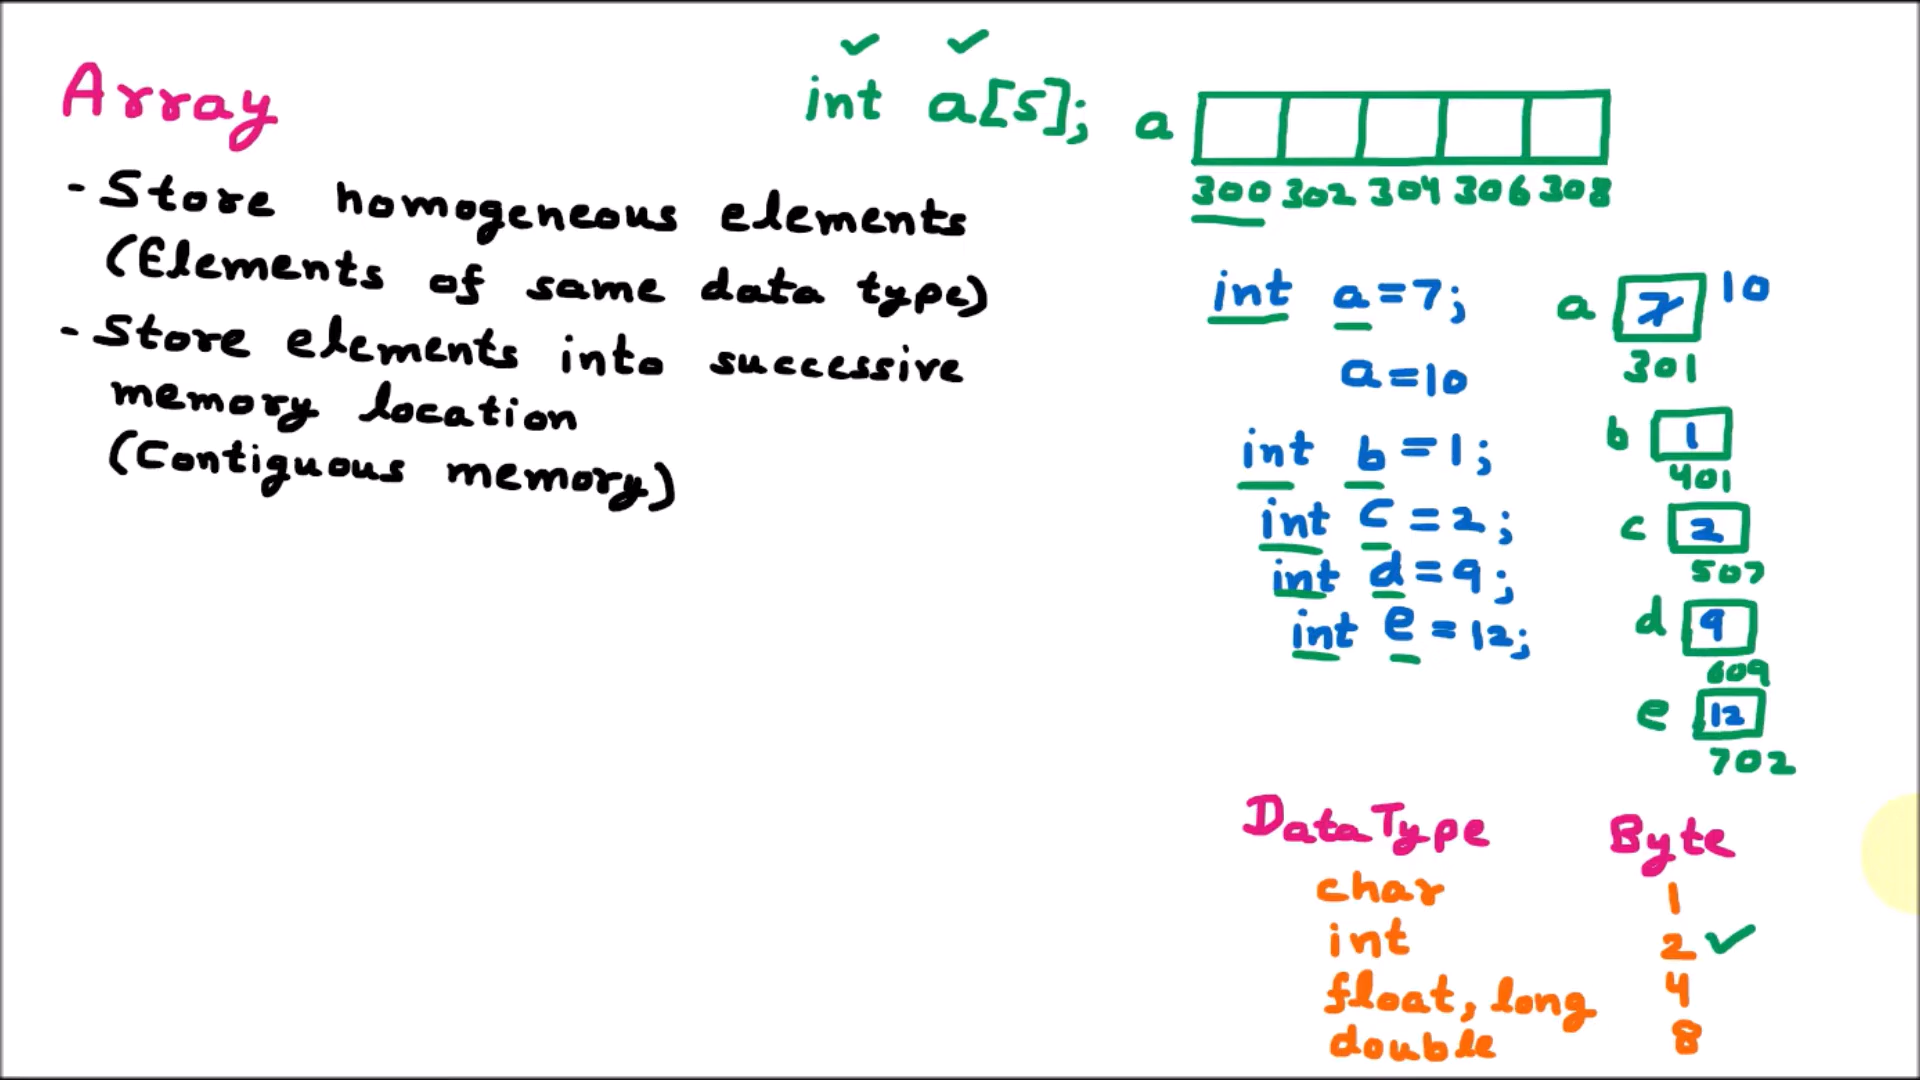 Array
- Store homogeneous elements
(Elements of same data type)
- Store elements into successive
memory location
(Contiguous memory)
int a[5]; a
300 302 304 306 308
int a=7; a 7 10
301
a=10
int b=1; b 1
401
int c=2; c 2
507
int d=9; d 9
609
int e=12; e 12
702
DataType Byte
char 1
int 2
float, long 4
double 8